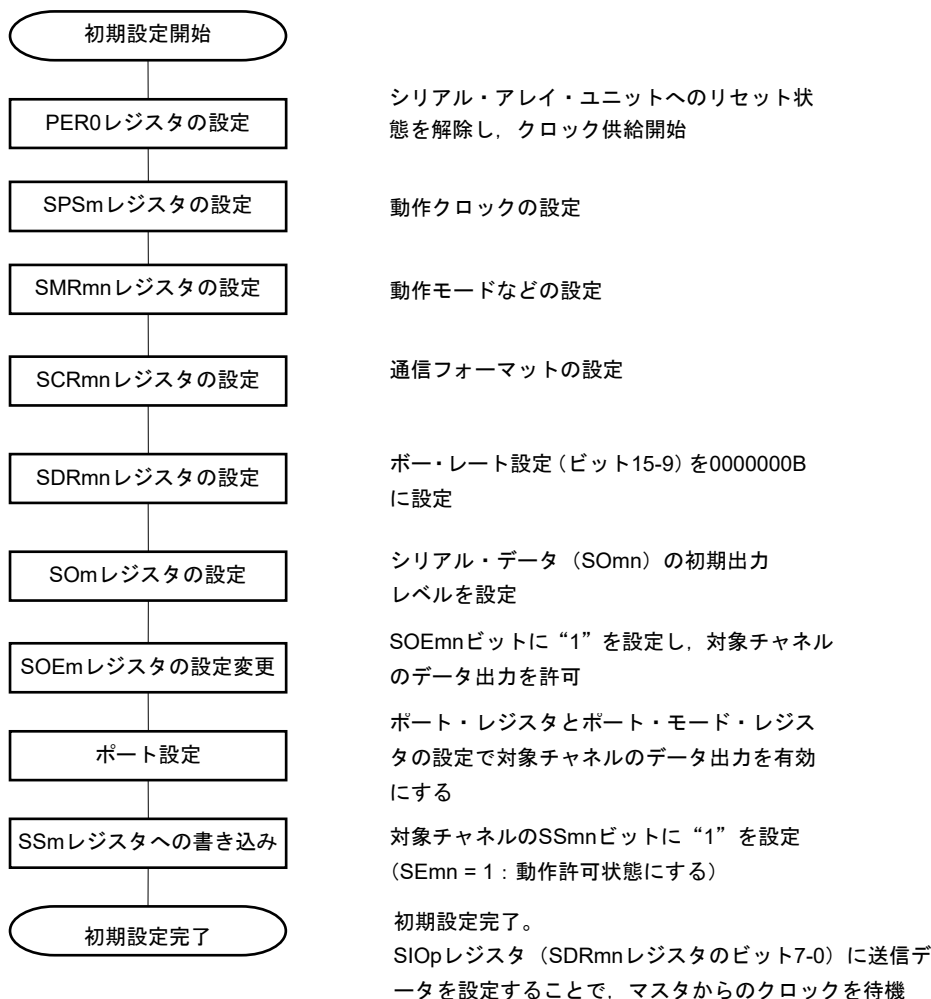 初期設定開始
PER0レジスタの設定
シリアル・アレイ・ユニットへのリセット状
態を解除し，クロック供給開始
SPSmレジスタの設定
動作クロックの設定
SMRmnレジスタの設定
動作モードなどの設定
SCRmnレジスタの設定
通信フォーマットの設定
SDRmnレジスタの設定
ボー・レート設定（ビット15-9）を0000000B
に設定
SOmレジスタの設定
シリアル・データ（SOmn）の初期出力
レベルを設定
SOEmレジスタの設定変更
SOEmnビットに“1”を設定し，対象チャネル
のデータ出力を許可
ポート設定
ポート・レジスタとポート・モード・レジス
タの設定で対象チャネルのデータ出力を有効
にする
SSmレジスタへの書き込み
対象チャネルのSSmnビットに“1”を設定
（SEmn = 1：動作許可状態にする）
初期設定完了
初期設定完了。
SIOpレジスタ（SDRmnレジスタのビット7-0）に送信デ
ータを設定することで，マスタからのクロックを待機